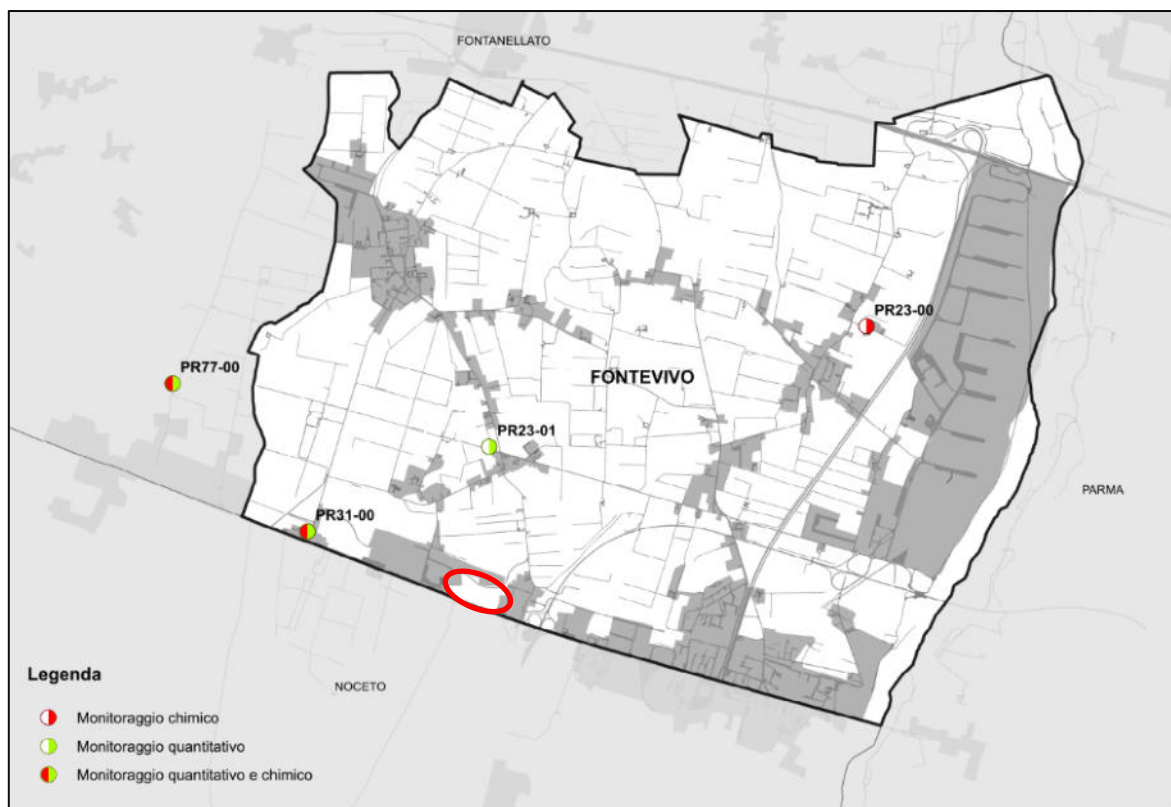 FONTANELLATO
PR23-00
PR77-00
FONTEVIVO
PR23-01
PARMA
PR31-00
Legenda
NOCETO
Monitoraggio chimico
Monitoraggio quantitativo
Monitoraggio quantitativo e chimico